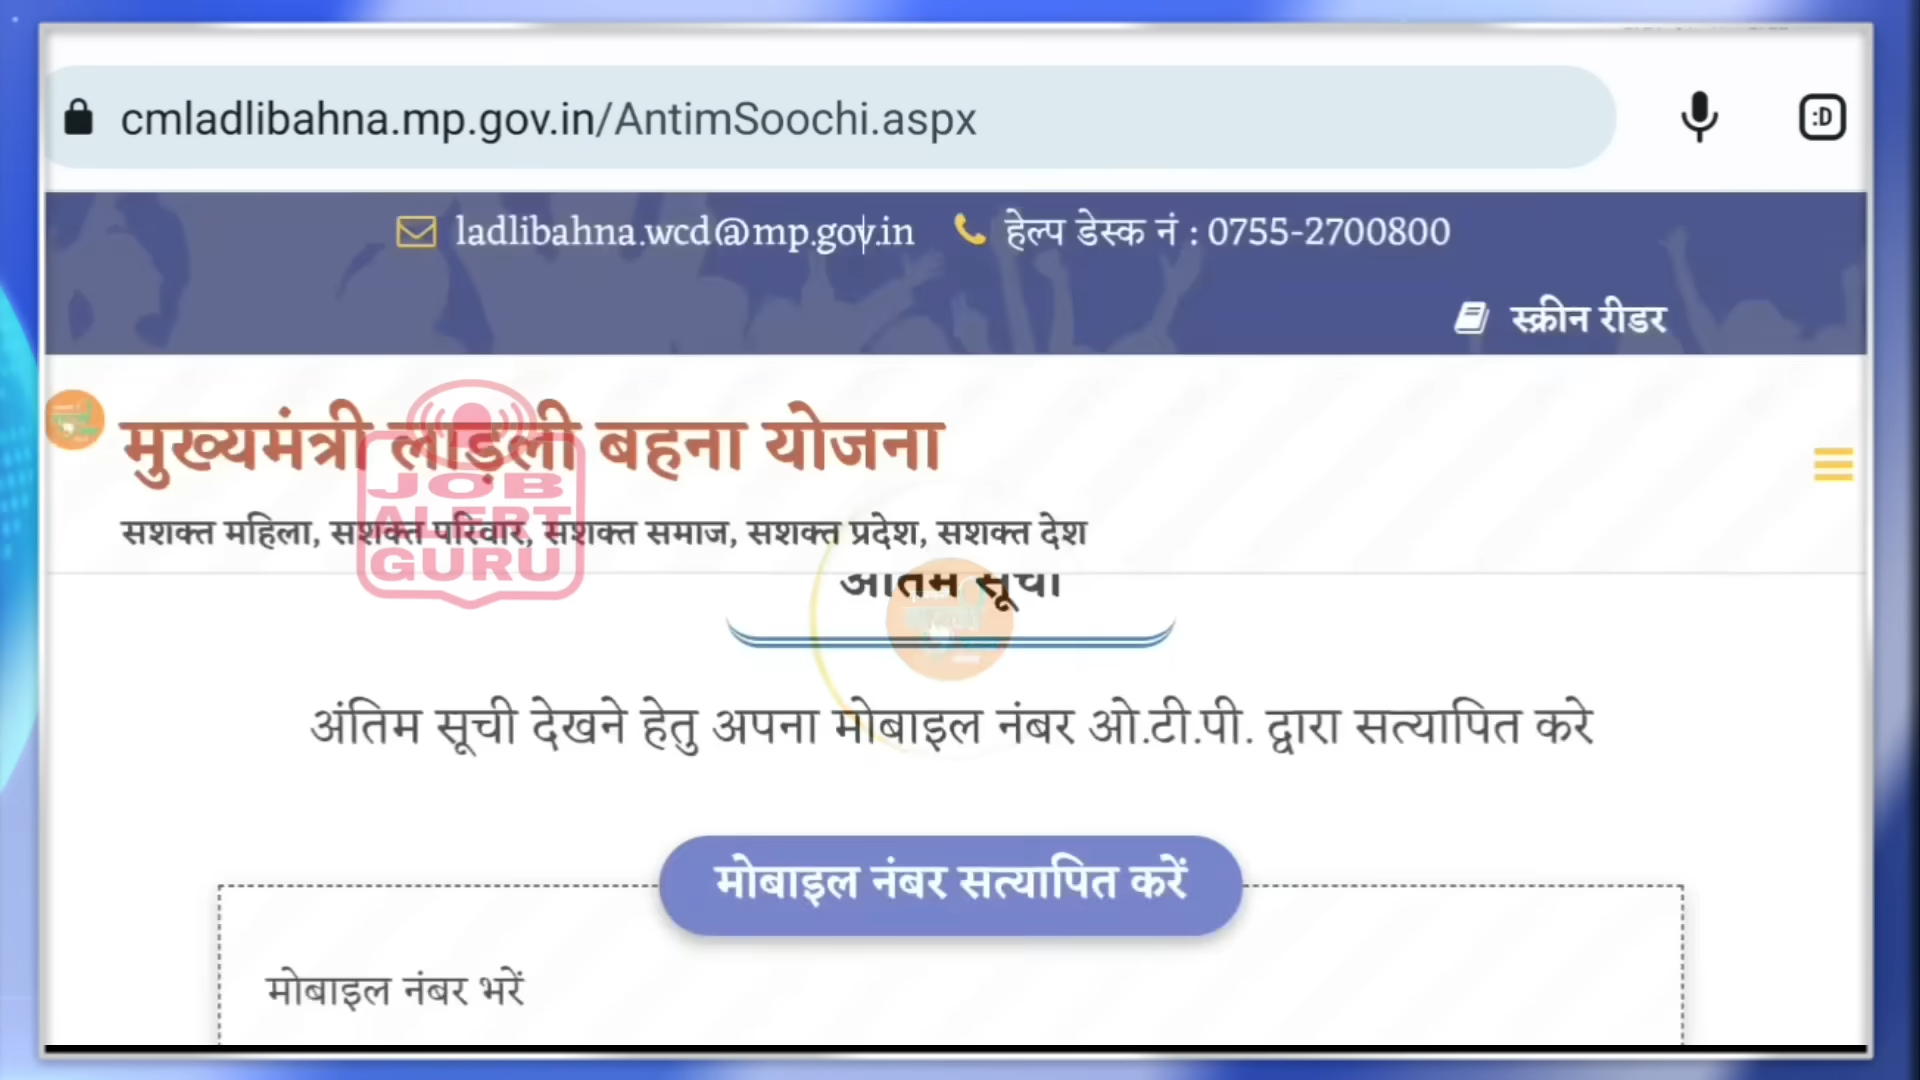 cmladlibahna.mp.gov.in/AntimSoochi.aspx
:D
ladlibahna.wcd@mp.gov.in हेल्प डेस्क नं : 0755-2700800
स्क्रीन रीडर
मुख्यमंत्री लाड़ली बहना योजना
सशक्त महिला, सशक्त परिवार, सशक्त समाज, सशक्त प्रदेश, सशक्त देश
JOB
ALERT
GURU
अंतिम सूची
अंतिम सूची देखने हेतु अपना मोबाइल नंबर ओ.टी.पी. द्वारा सत्यापित करे
मोबाइल नंबर सत्यापित करें
मोबाइल नंबर भरें